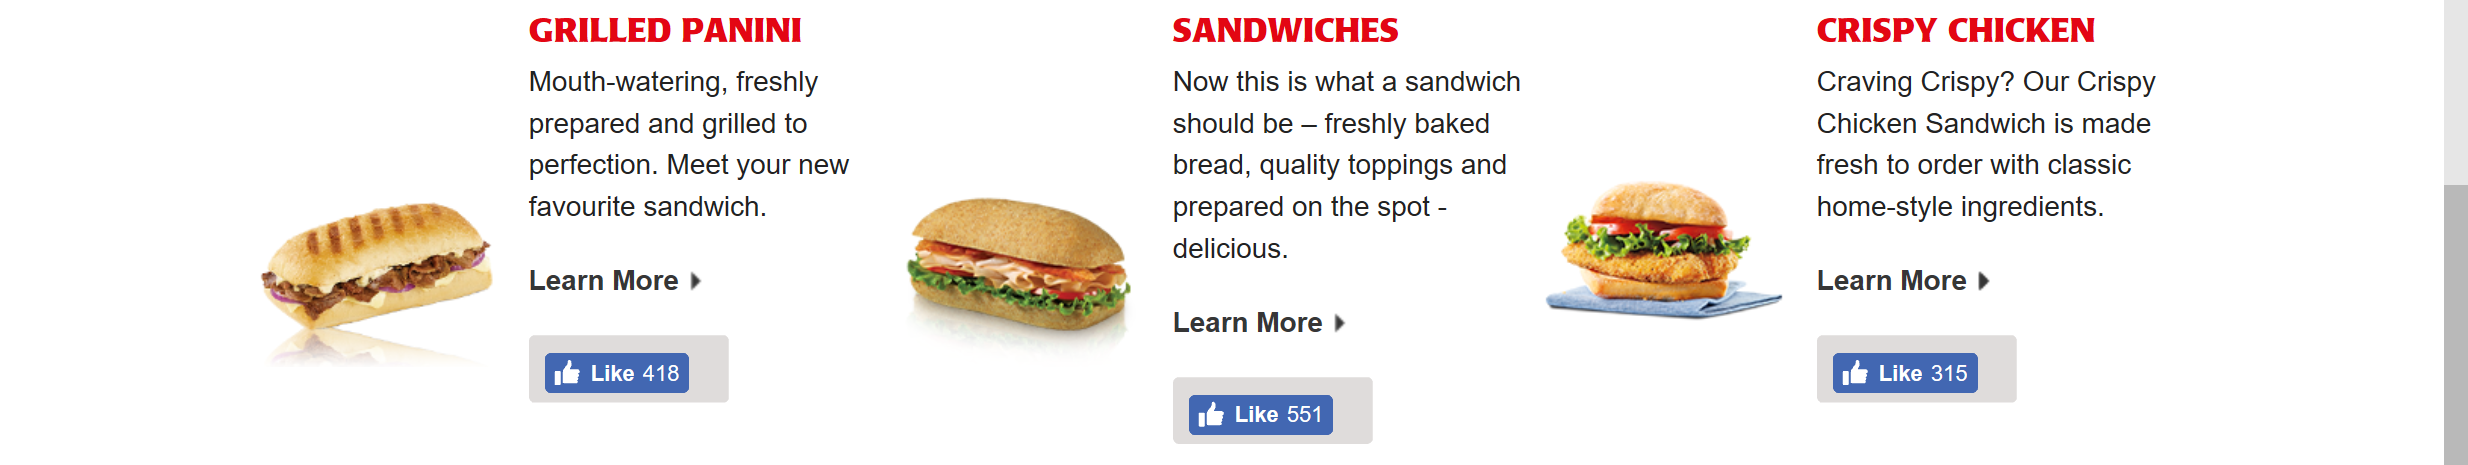 GRILLED PANINI
Mouth-watering, freshly
prepared and grilled to
perfection. Meet your new
favourite sandwich.
Learn More
Like 418
SANDWICHES
Now this is what a sandwich
should be – freshly baked
bread, quality toppings and
prepared on the spot -
delicious.
Learn More
Like 551
CRISPY CHICKEN
Craving Crispy? Our Crispy
Chicken Sandwich is made
fresh to order with classic
home-style ingredients.
Learn More
Like 315